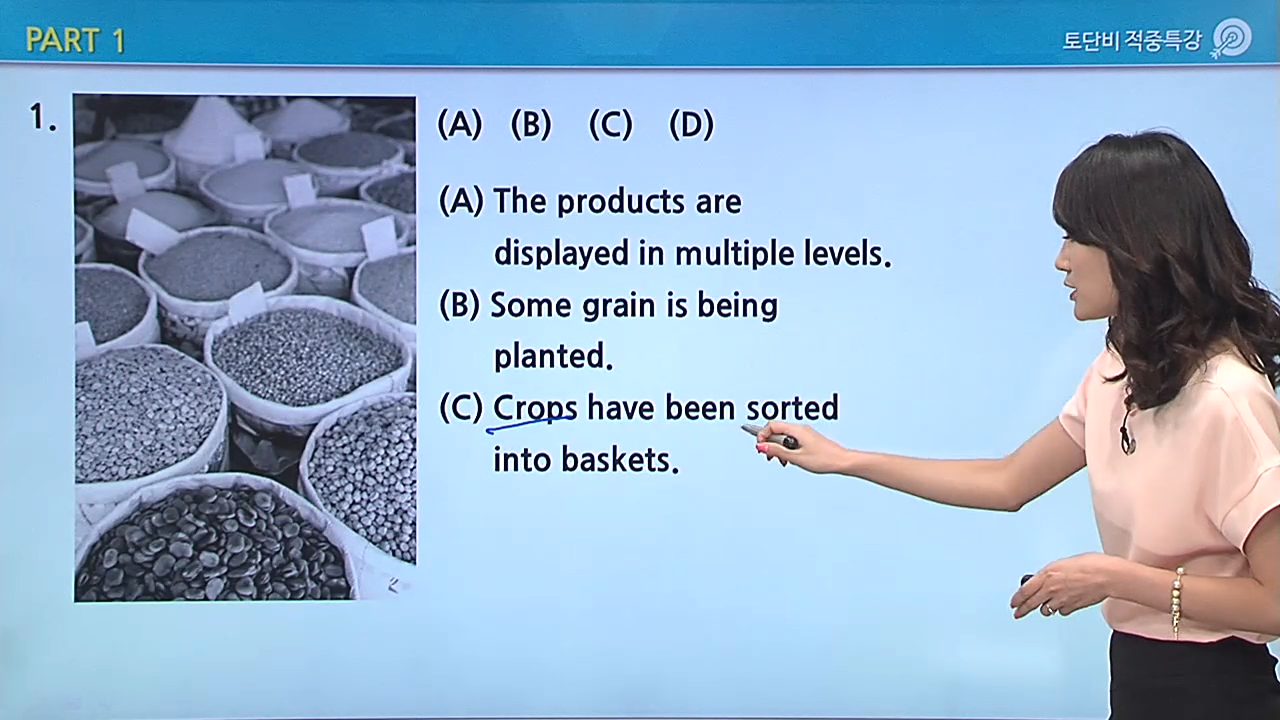 PART 1
토단비 적중특강
1.
(A) (B) (C) (D)
(A) The products are
displayed in multiple levels.
(B) Some grain is being
planted.
(C) Crops have been sorted
into baskets.